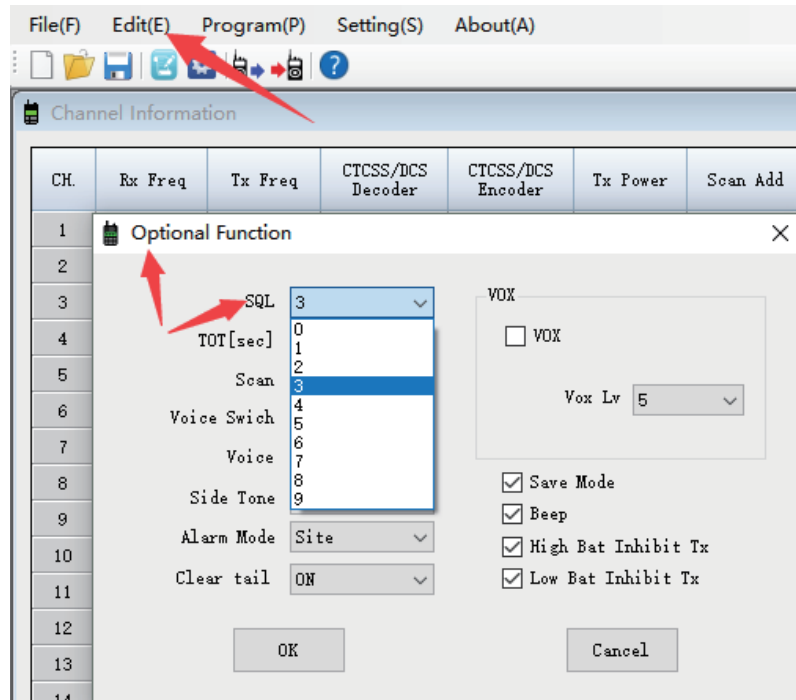 File(F) Edit(E) Program(P) Setting(S) About(A)
?
Channel Information
CH. Rx Freq Tx Freq CTCSS/DCS Decoder CTCSS/DCS Encoder Tx Power Scan Add
1
2
3
4
5
6
7
8
9
10
11
12
13
14
Optional Function
SQL 3
0
1
2
3
4
5
6
7
8
9
TOT[sec]
Scan
Voice Swich
Voice
Side Tone
Alarm Mode Site
Clear tail ON
VOX
VOX
Vox Lv 5
Save Mode
Beep
High Bat Inhibit Tx
Low Bat Inhibit Tx
OK Cancel